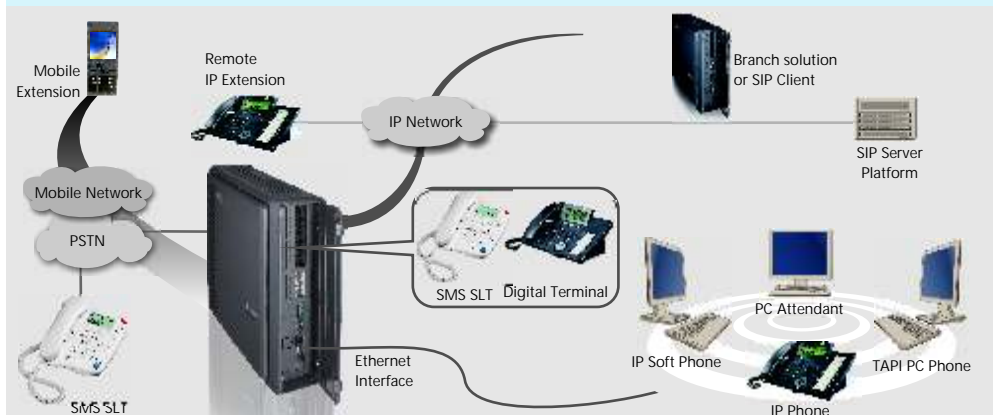 Mobile
Extension
Remote
IP Extension
Branch solution
or SIP Client
IP Network
SIP Server
Platform
Mobile Network
PSTN
SMS SLT
Digital Terminal
PC Attendant
IP Soft Phone
TAPI PC Phone
Ethernet
Interface
SMS SLT
IP Phone